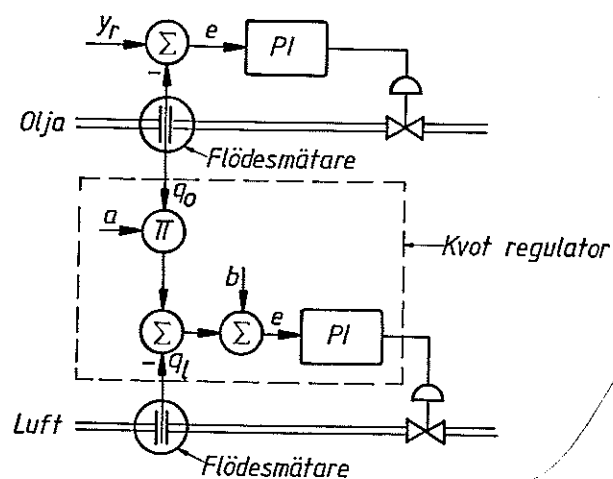 y_r
Σ
e
PI
-
Olja
Flödesmätare
q_o
a
π
Kvot regulator
b
Σ
Σ
e
PI
- q_l
Luft
Flödesmätare